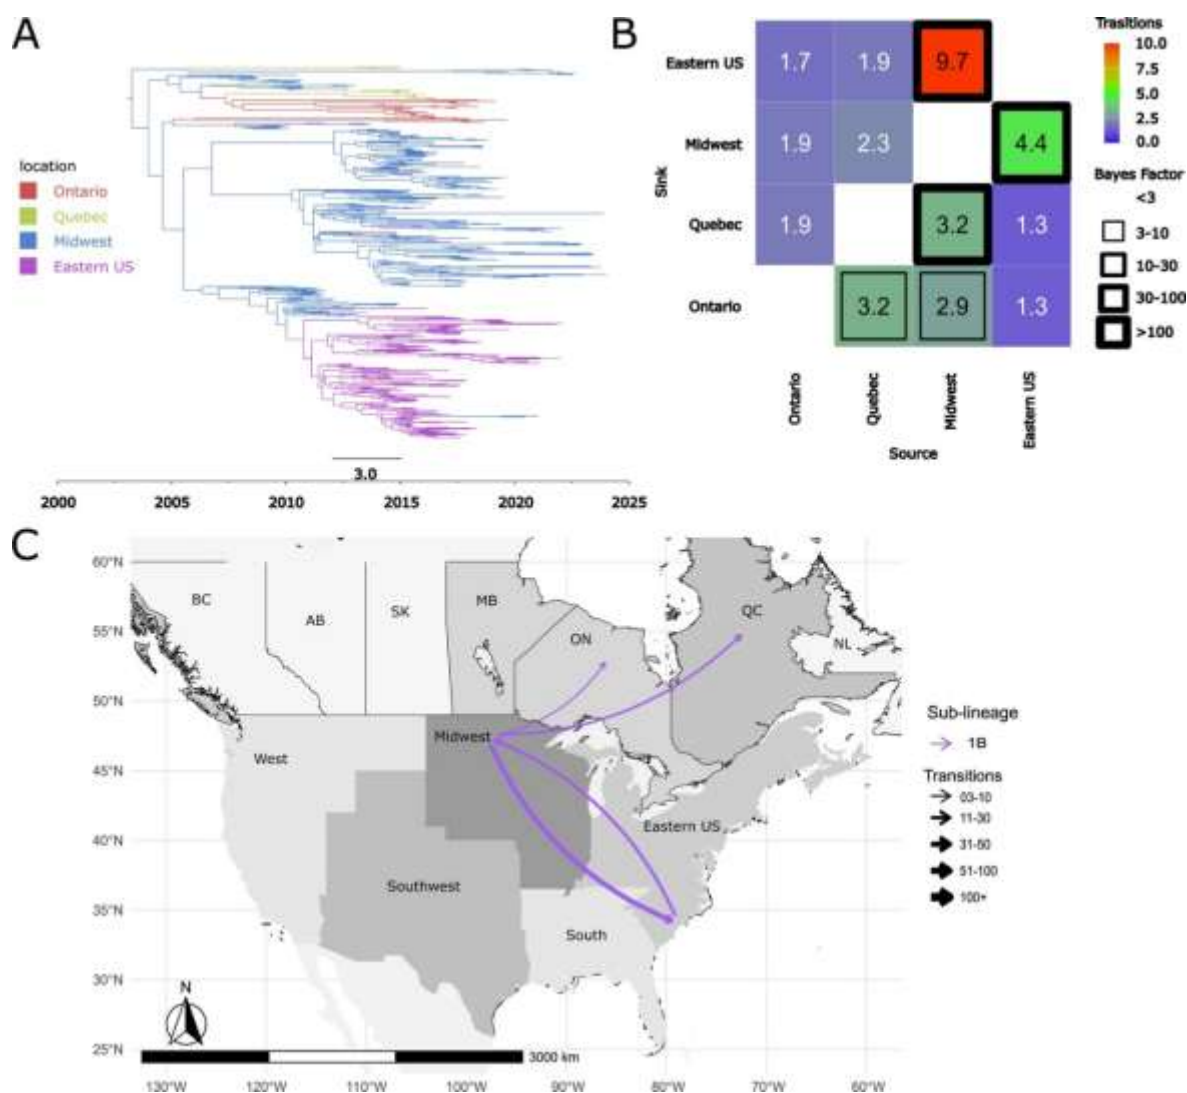 A
location
Ontario
Quebec
Midwest
Eastern US
3.0
2000 2005 2010 2015 2020 2025
B
Eastern US 1.7 1.9 9.7
Midwest 1.9 2.3 4.4
Quebec 1.9 3.2 1.3
Ontario 3.2 2.9 1.3
Sink
Ontario Quebec Midwest Eastern US
Source
Trasitions
10.0
7.5
5.0
2.5
0.0
Bayes Factor
<3
3-10
10-30
30-100
>100
C
60°N
55°N
50°N
45°N
40°N
35°N
30°N
25°N
BC
AB
SK
MB
ON
QC
NL
Midwest
West
Eastern US
Southwest
South
N
3000 km
130°W 120°W 110°W 100°W 90°W 80°W 70°W 60°W
Sub-lineage
1B
Transitions
03-10
11-30
31-50
51-100
100+